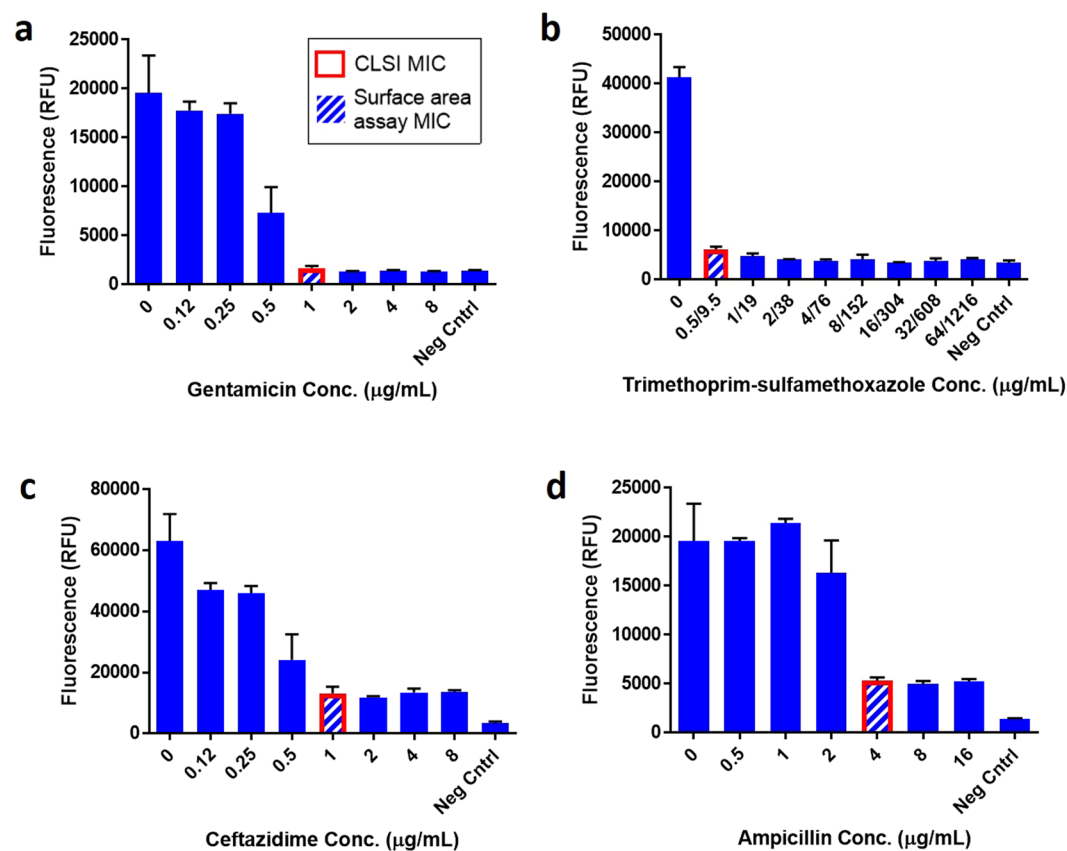 a
25000
20000
15000
10000
5000
0
Fluorescence (RFU)
CLSI MIC
Surface area
assay MIC
0
0.12
0.25
0.5
1
2
4
8
Neg Cntrl
Gentamicin Conc. (μg/mL)
b
50000
40000
30000
20000
10000
0
Fluorescence (RFU)
0
0.5/9.5
1/19
2/38
4/76
8/152
16/304
32/608
64/1216
Neg Cntrl
Trimethoprim-sulfamethoxazole Conc. (μg/mL)
c
80000
60000
40000
20000
0
Fluorescence (RFU)
0
0.12
0.25
0.5
1
2
4
8
Neg Cntrl
Ceftazidime Conc. (μg/mL)
d
25000
20000
15000
10000
5000
0
Fluorescence (RFU)
0
0.5
1
2
4
8
16
Neg Cntrl
Ampicillin Conc. (μg/mL)